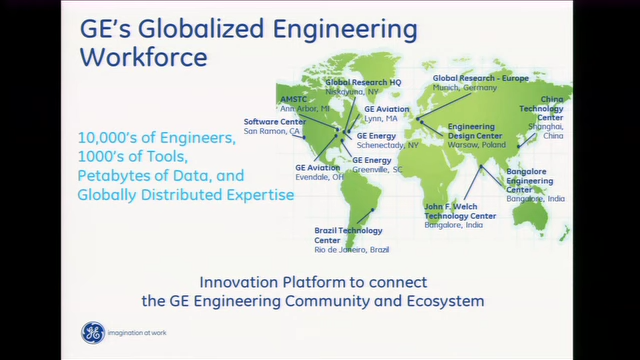 GE's Globalized Engineering
Workforce
Global Research HQ
Niskayuna, NY
Global Research - Europe
Munich, Germany
AMSTC
Ann Arbor, MI
GE Aviation
Lynn, MA
China
Technology
Center
Shanghai,
China
Software Center
San Ramon, CA
GE Energy
Schenectady, NY
Engineering
Design Center
Warsaw, Poland
10,000's of Engineers,
1000's of Tools,
Petabytes of Data, and
Globally Distributed Expertise
GE Aviation
Evendale, OH
GE Energy
Greenville, SC
Bangalore
Engineering
Center
Bangalore, India
John F. Welch
Technology Center
Bangalore, India
Brazil Technology
Center
Rio de Janeiro, Brazil
Innovation Platform to connect
the GE Engineering Community and Ecosystem
GE imagination at work